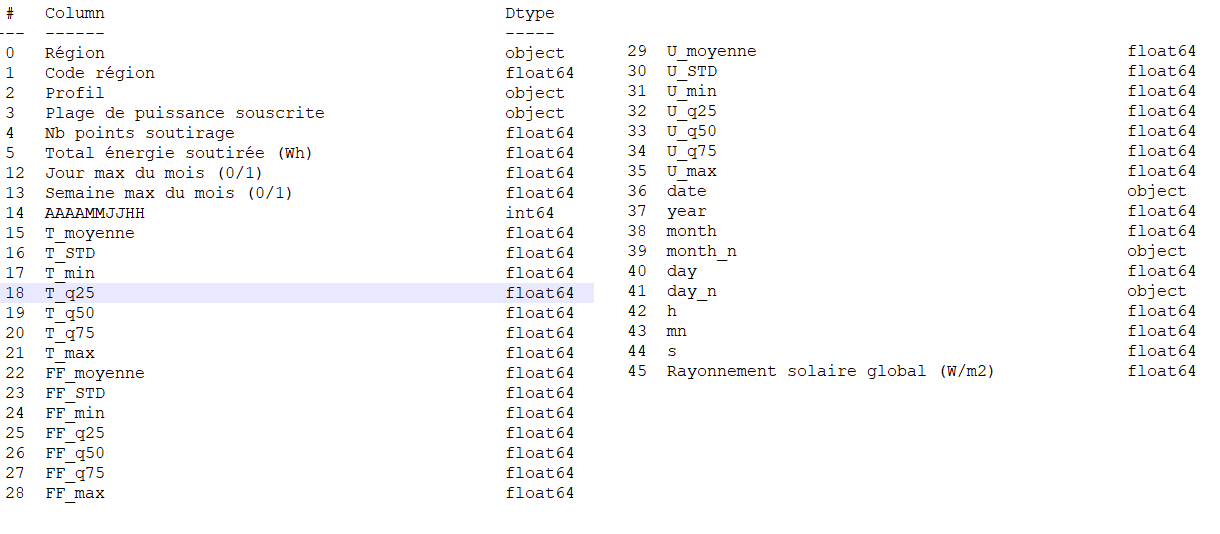 #   Column                                        Dtype
---  ------                                        -----
0   Région                                        object
1   Code région                                   float64
2   Profil                                        object
3   Plage de puissance souscrite                  object
4   Nb points soutirage                           float64
5   Total énergie soutirée (Wh)                   float64
12  Jour max du mois (0/1)                        float64
13  Semaine max du mois (0/1)                     float64
14  AAAAMMJJHH                                    int64
15  T_moyenne                                     float64
16  T_STD                                         float64
17  T_min                                         float64
18  T_q25                                         float64
19  T_q50                                         float64
20  T_q75                                         float64
21  T_max                                         float64
22  FF_moyenne                                    float64
23  FF_STD                                        float64
24  FF_min                                        float64
25  FF_q25                                        float64
26  FF_q50                                        float64
27  FF_q75                                        float64
28  FF_max                                        float64
29  U_moyenne                                     float64
30  U_STD                                         float64
31  U_min                                         float64
32  U_q25                                         float64
33  U_q50                                         float64
34  U_q75                                         float64
35  U_max                                         float64
36  date                                          object
37  year                                          float64
38  month                                         float64
39  month_n                                       object
40  day                                           float64
41  day_n                                         object
42  h                                             float64
43  mn                                            float64
44  s                                             float64
45  Rayonnement solaire global (W/m2)             float64